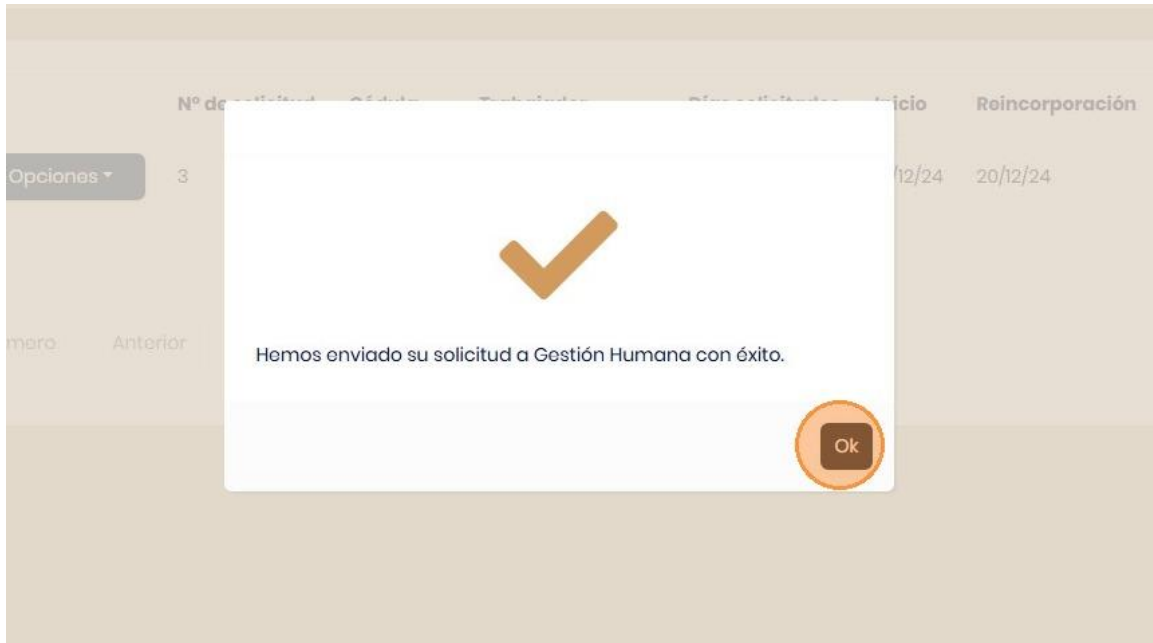 Nº de Reincorporación
Opciones 3 /12/24 20/12/24
Anterior
Hemos enviado su solicitud a Gestión Humana con éxito.
Ok